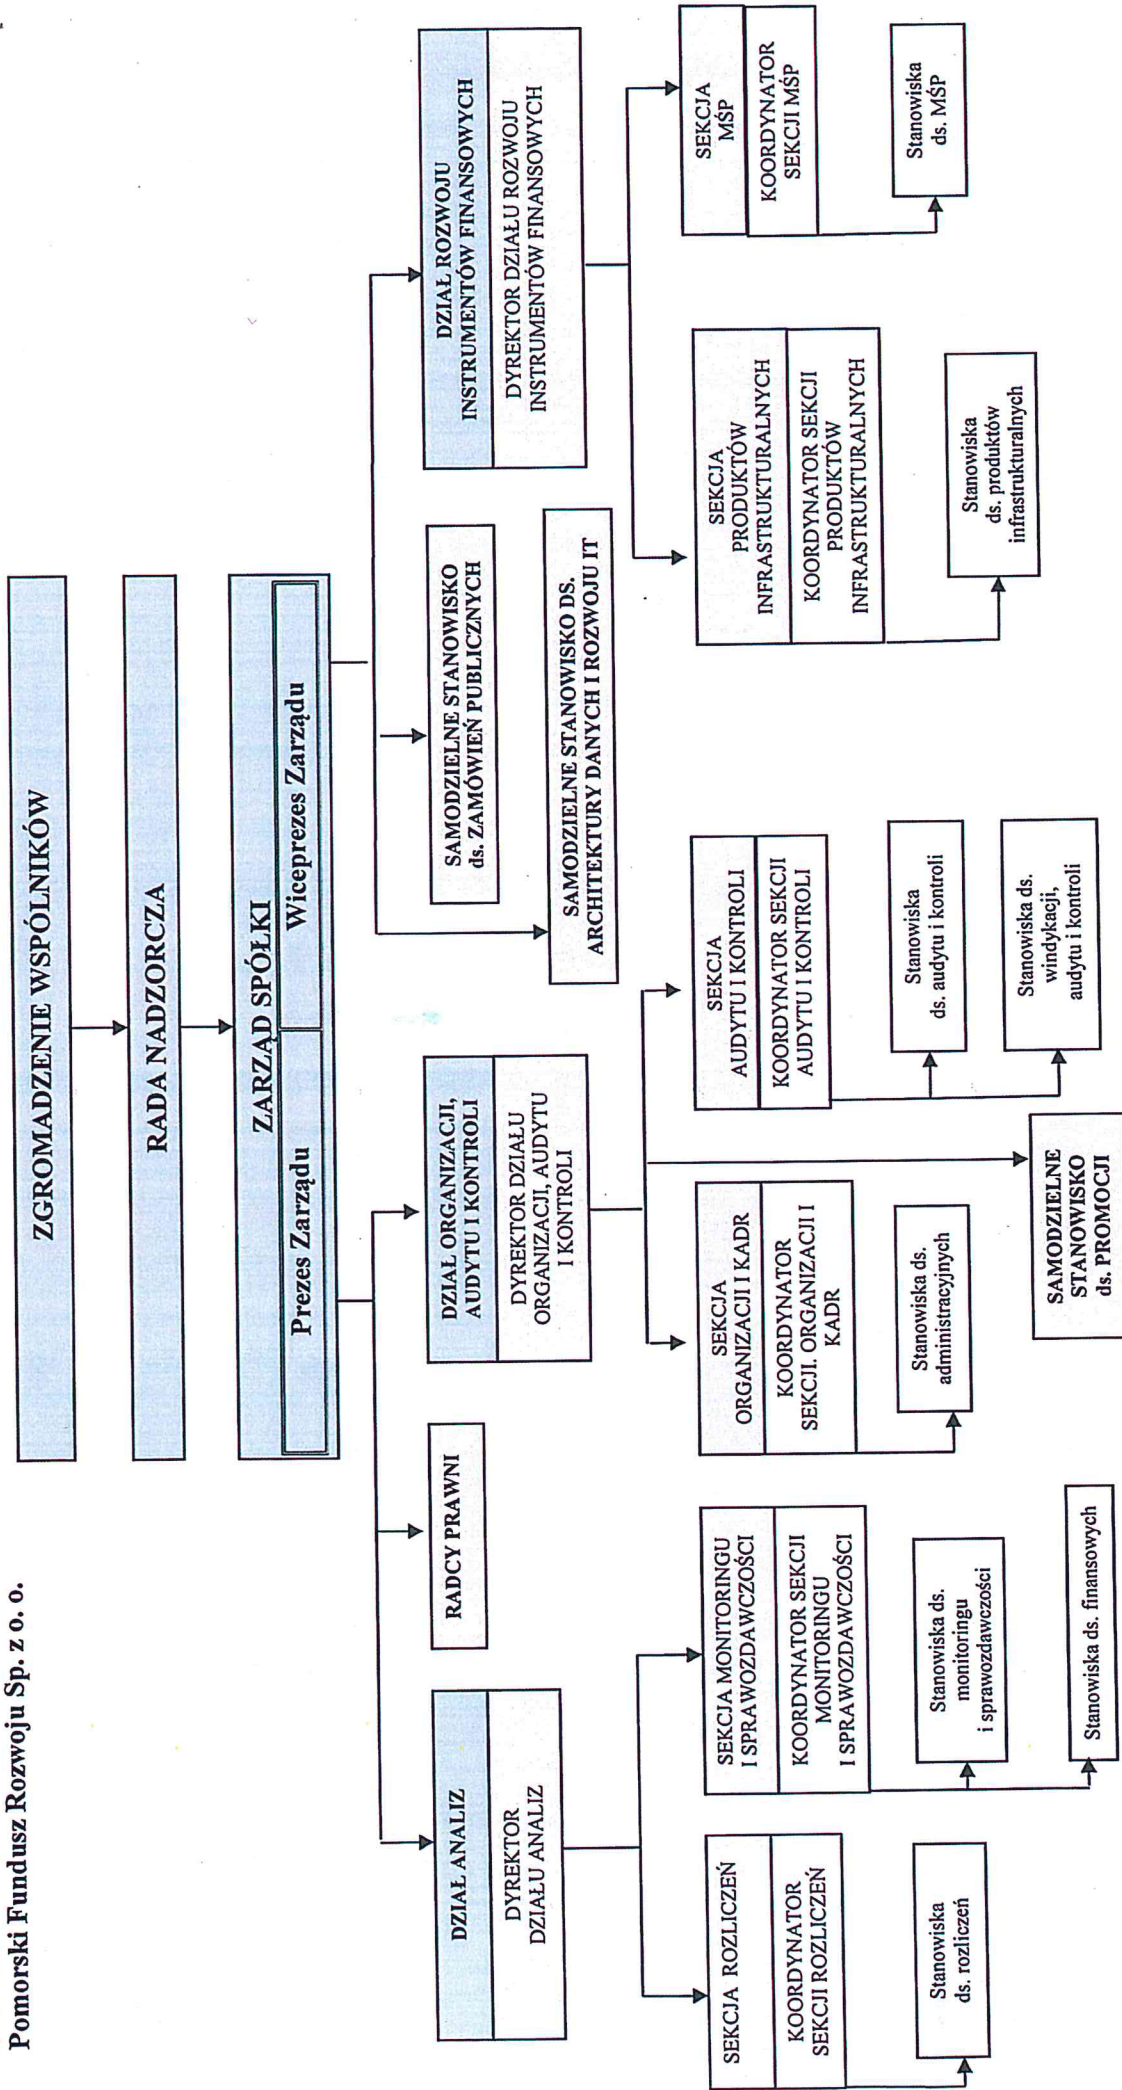 Pomorski Fundusz Rozwoju Sp. z o. o.
ZGROMADZENIE WSPÓLNIKÓW
RADA NADZORCZA
ZARZĄD SPÓŁKI
Prezes Zarządu
Wiceprezes Zarządu
DZIAŁ ANALIZ
DYREKTOR
DZIAŁU ANALIZ
RADCY PRAWNI
DZIAŁ ORGANIZACJI,
AUDYTU I KONTROLI
DYREKTOR DZIAŁU
ORGANIZACJI, AUDYTU
I KONTROLI
SAMODZIELNE STANOWISKO
ds. ZAMÓWIEŃ PUBLICZNYCH
SAMODZIELNE STANOWISKO DS.
ARCHITEKTURY DANYCH I ROZWOJU IT
DZIAŁ ROZWOJU
INSTRUMENTÓW FINANSOWYCH
DYREKTOR DZIAŁU ROZWOJU
INSTRUMENTÓW FINANSOWYCH
SEKCJA ROZLICZEŃ
KOORDYNATOR
SEKCJI ROZLICZEŃ
Stanowiska
ds. rozliczeń
SEKCJA MONITORINGU
I SPRAWOZDAWCZOŚCI
KOORDYNATOR SEKCJI
MONITORINGU
I SPRAWOZDAWCZOŚCI
Stanowiska ds.
monitoringu
i sprawozdawczości
Stanowiska ds. finansowych
SEKCJA
ORGANIZACJI I KADR
KOORDYNATOR
SEKCJI. ORGANIZACJI I
KADR
Stanowiska ds.
administracyjnych
SAMODZIELNE
STANOWISKO
ds. PROMOCJI
SEKCJA
AUDYTU I KONTROLI
KOORDYNATOR SEKCJI
AUDYTU I KONTROLI
Stanowiska
ds. audytu i kontroli
Stanowiska ds.
windykacji,
audytu i kontroli
SEKCJA
PRODUKTÓW
INFRASTRUKTURALNYCH
KOORDYNATOR SEKCJI
PRODUKTÓW
INFRASTRUKTURALNYCH
Stanowiska
ds. produktów
infrastrukturalnych
SEKCJA
MŚP
KOORDYNATOR
SEKCJI MŚP
Stanowiska
ds. MŚP